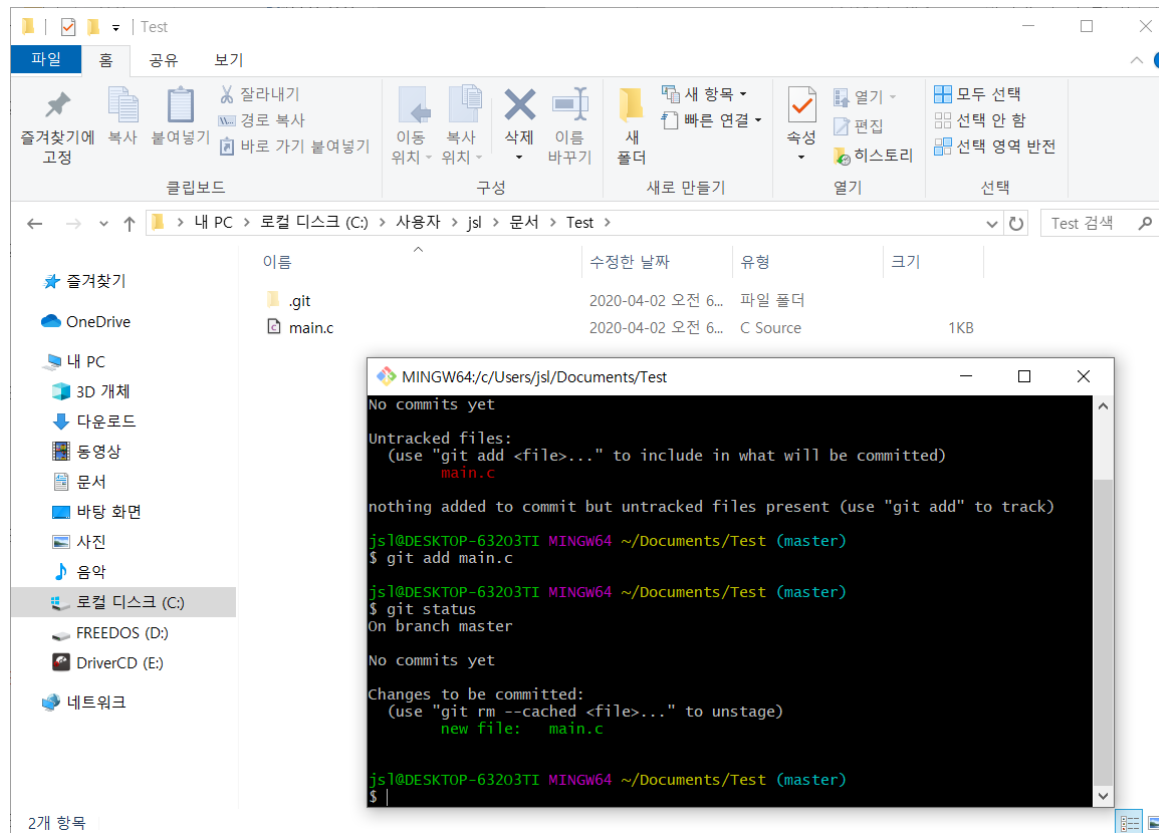 Test
파일 홈 공유 보기
즐겨찾기에 고정
복사
붙여넣기
잘라내기
경로 복사
바로 가기 붙여넣기
클립보드
이동 위치
복사 위치
삭제
이름 바꾸기
구성
새 폴더
새 항목
빠른 연결
새로 만들기
속성
열기
편집
히스토리
열기
모두 선택
선택 안 함
선택 영역 반전
선택
내 PC > 로컬 디스크 (C:) > 사용자 > jsl > 문서 > Test >
Test 검색
이름 수정한 날짜 유형 크기
.git 2020-04-02 오전 6... 파일 폴더
main.c 2020-04-02 오전 6... C Source 1KB
즐겨찾기
OneDrive
내 PC
3D 개체
다운로드
동영상
문서
바탕 화면
사진
음악
로컬 디스크 (C:)
FREEDOS (D:)
DriverCD (E:)
네트워크
2개 항목
MINGW64:/c/Users/jsl/Documents/Test
No commits yet
Untracked files:
(use "git add <file>..." to include in what will be committed)
main.c
nothing added to commit but untracked files present (use "git add" to track)
jsl@DESKTOP-632O3TI MINGW64 ~/Documents/Test (master)
$ git add main.c
jsl@DESKTOP-632O3TI MINGW64 ~/Documents/Test (master)
$ git status
On branch master
No commits yet
Changes to be committed:
(use "git rm --cached <file>..." to unstage)
new file: main.c
jsl@DESKTOP-632O3TI MINGW64 ~/Documents/Test (master)
$